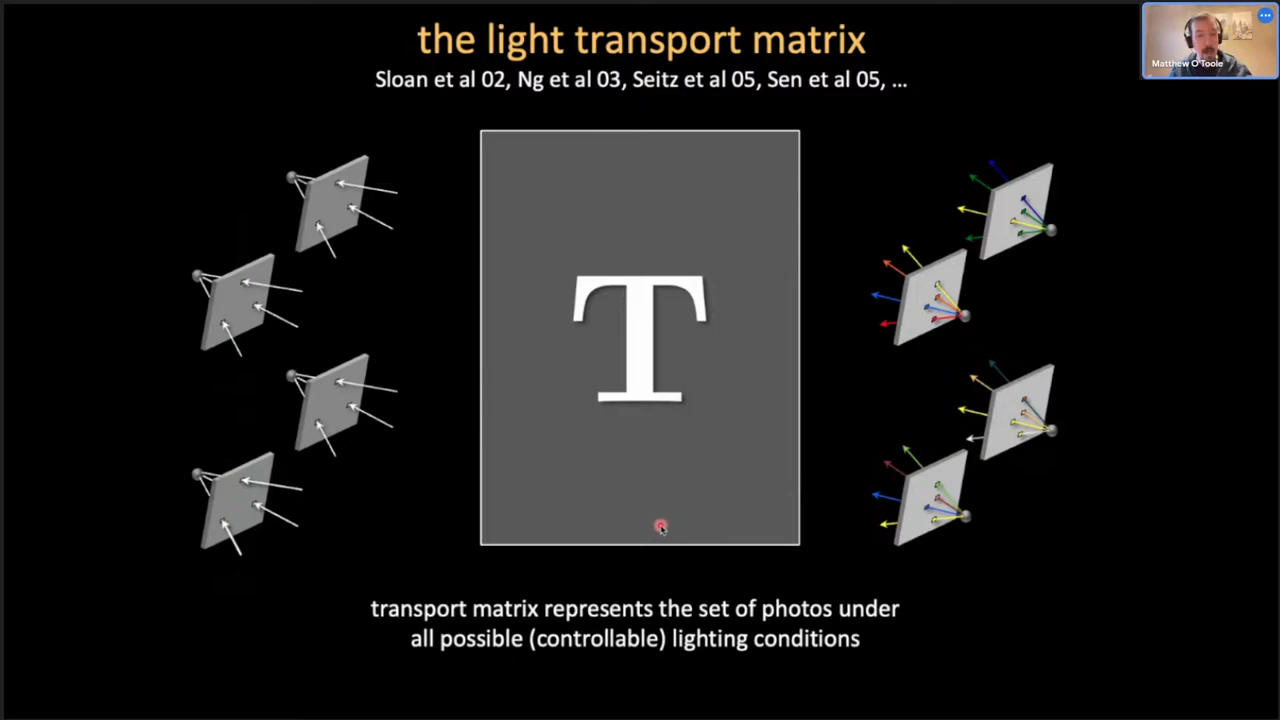 the light transport matrix
Sloan et al 02, Ng et al 03, Seitz et al 05, Sen et al 05, ...
Matthew O'Toole
T
transport matrix represents the set of photos under
all possible (controllable) lighting conditions